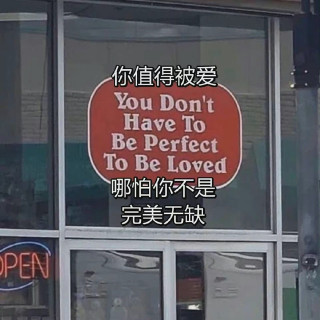 你值得被爱
You Don't
Have To
Be Perfect
To Be Loved
哪怕你不是
完美无缺
OPEN